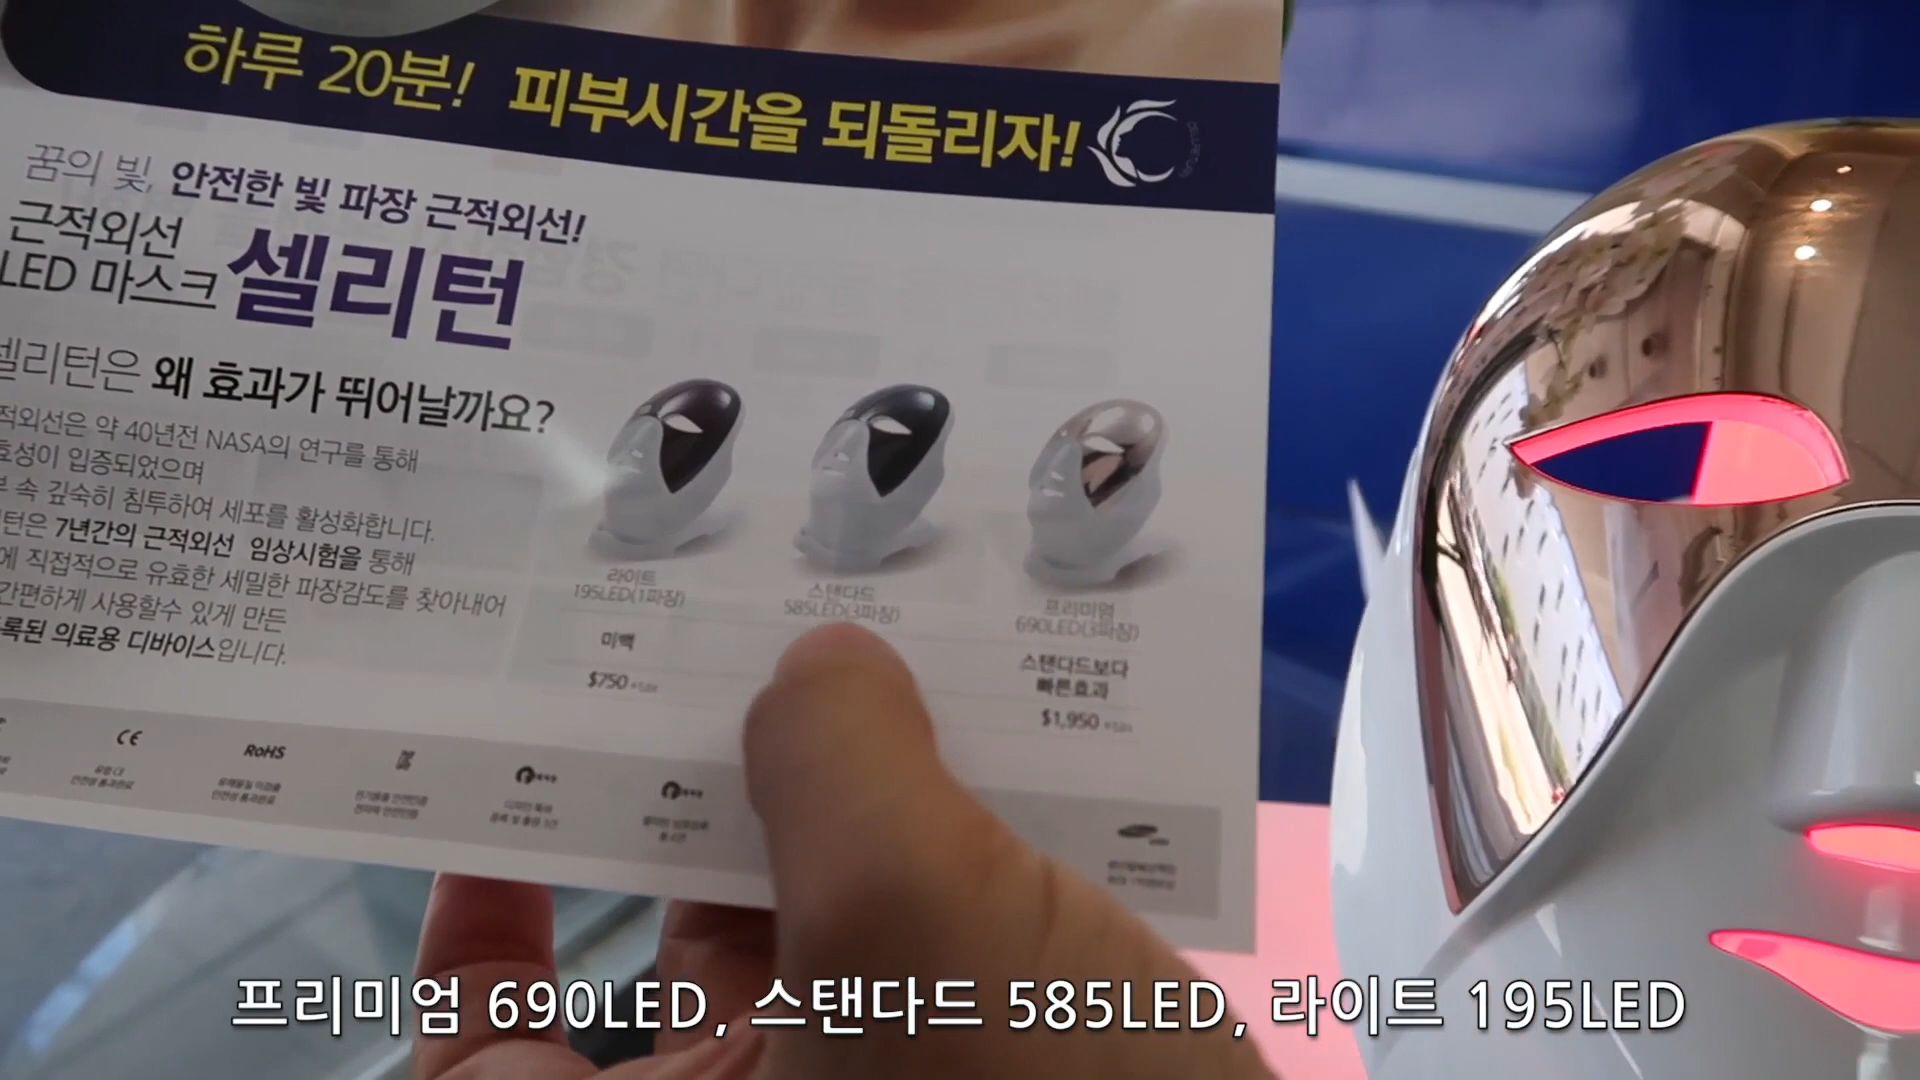 하루 20분! 피부시간을 되돌리자!
꿈의 빛, 안전한 빛 파장 근적외선!
근적외선
LED 마스크 셀리턴
셀리턴은 왜 효과가 뛰어날까요?
적외선은 약 40년전 NASA의 연구를 통해
효성이 입증되었으며
속 깊숙히 침투하여 세포를 활성화합니다.
턴은 7년간의 근적외선 임상시험을 통해
에 직접적으로 유효한 세밀한 파장감도를 찾아내어
간편하게 사용할수 있게 만든
록된 의료용 디바이스입니다.
라이트
195LED(1파장)
미백
$750
스탠다드
585LED(3파장)
프리미엄
690LED(3파장)
스탠다드보다
빠른효과
$1,950
CE
RoHS
프리미엄 690LED, 스탠다드 585LED, 라이트 195LED